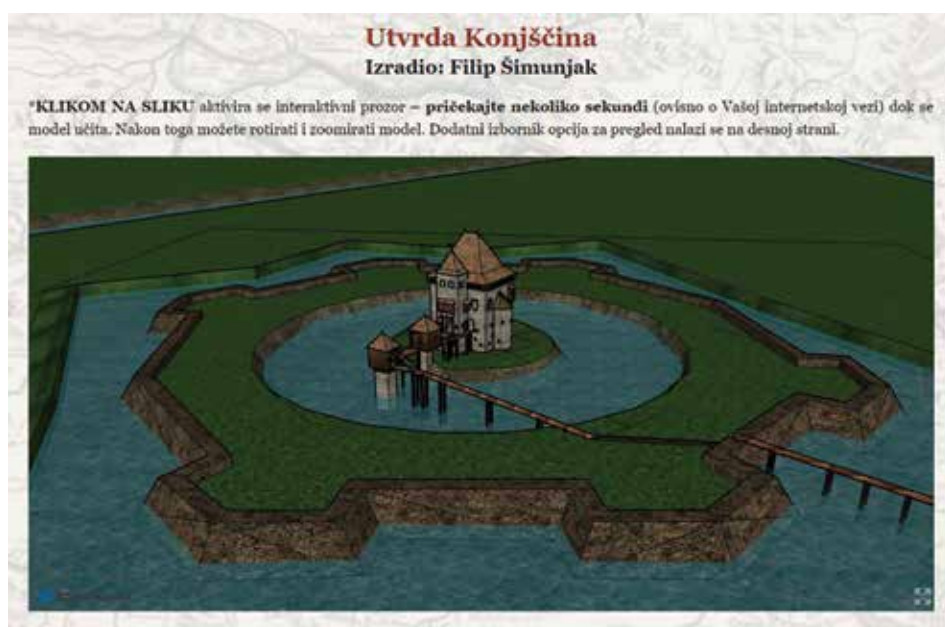 Utvrda Konjščina
Izradio: Filip Šimunjak
*KLIKOM NA SLIKU aktivira se interaktivni prozor – pričekajte nekoliko sekundi (ovisno o Vašoj internetskoj vezi) dok se
model učita. Nakon toga možete rotirati i zoomirati model. Dodatni izbornik opcija za pregled nalazi se na desnoj strani.